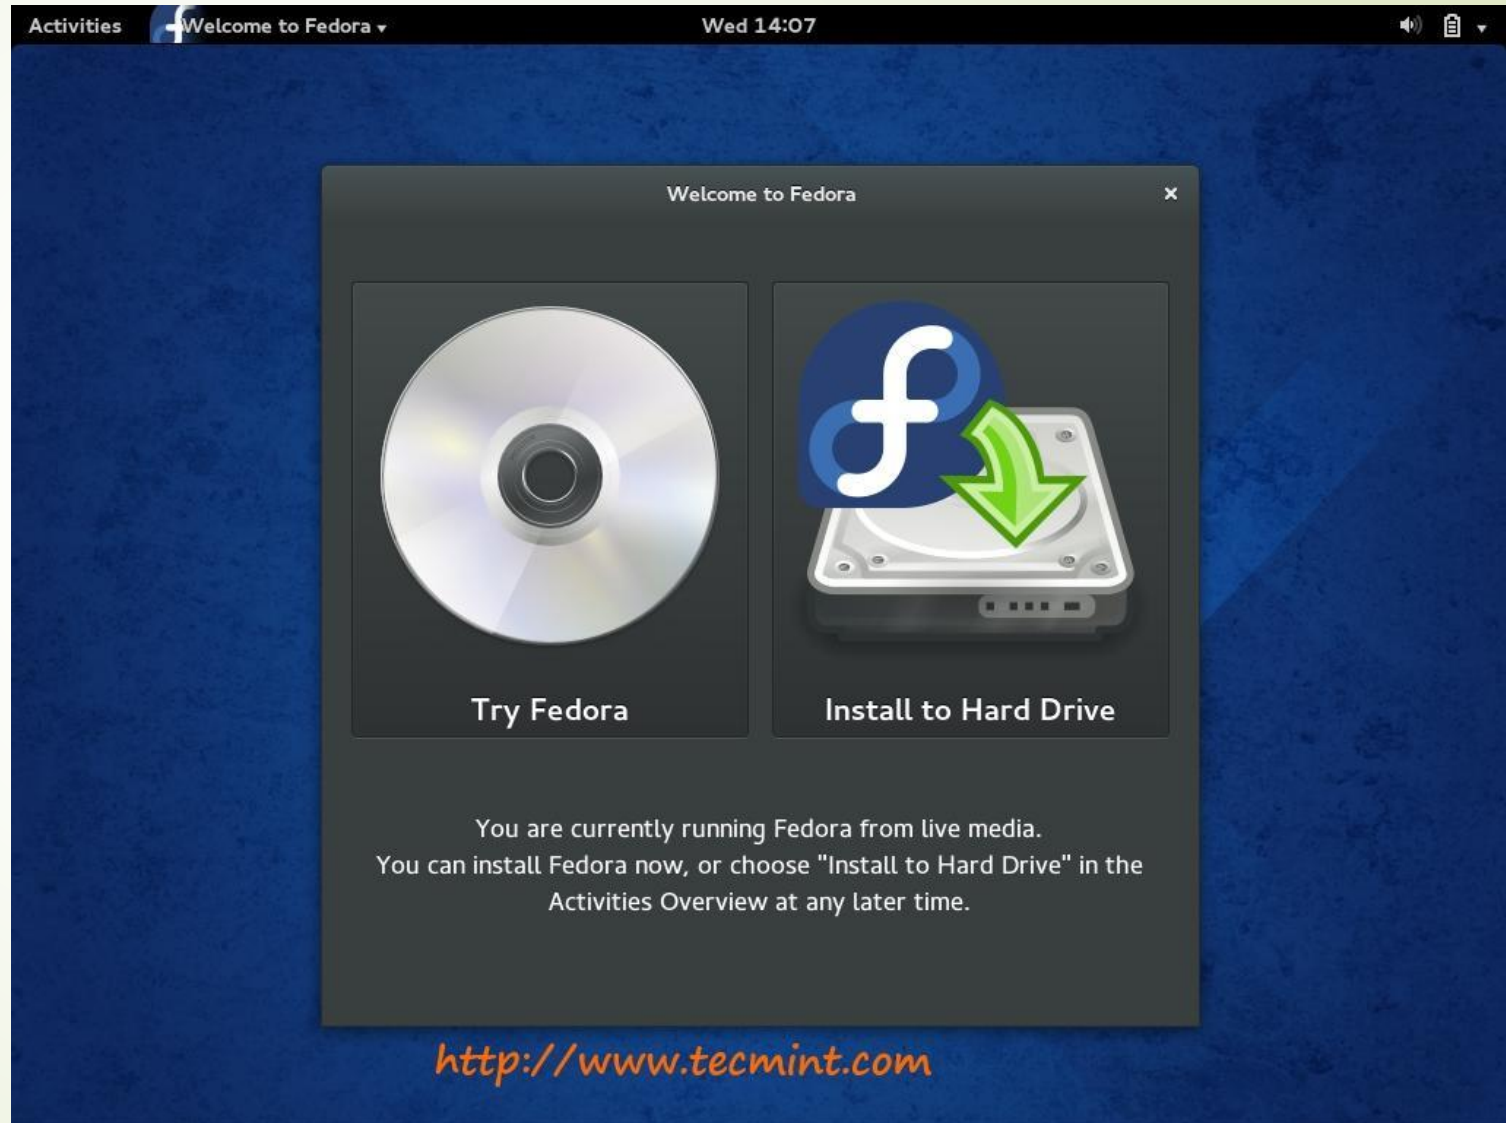 Activities Welcome to Fedora Wed 14:07
Welcome to Fedora
Try Fedora Install to Hard Drive
You are currently running Fedora from live media.
You can install Fedora now, or choose "Install to Hard Drive" in the
Activities Overview at any later time.
http://www.tecmint.com